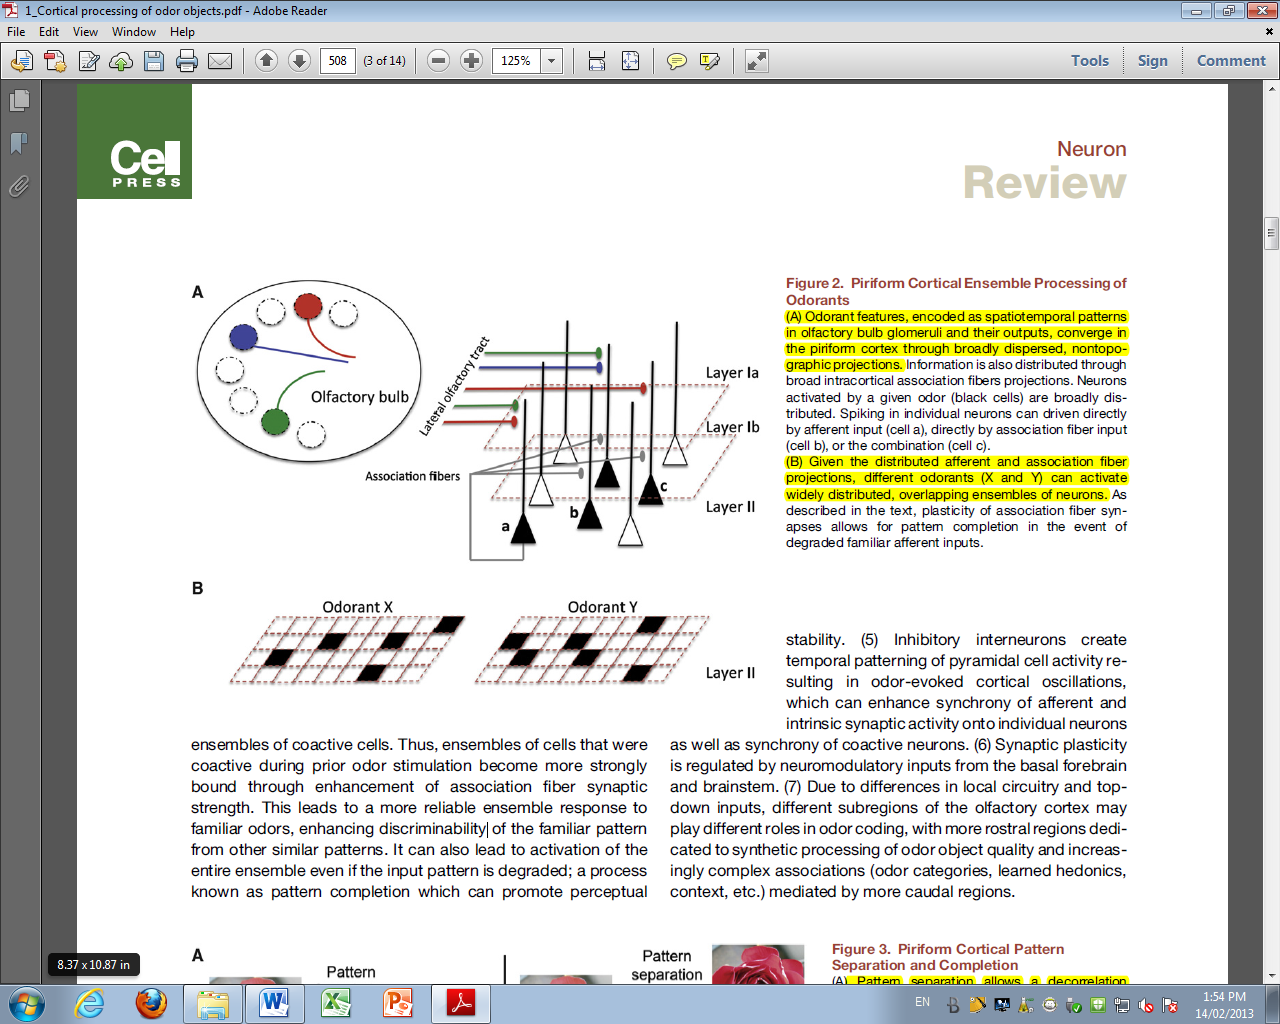 1_Cortical processing of odor objects.pdf - Adobe Reader
File Edit View Window Help
508 (3 of 14) 125% Tools Sign Comment
Cell
PRESS
Neuron
Review
A
Olfactory bulb
Lateral olfactory tract
Layer Ia
Layer Ib
Association fibers
Layer II
a
b
c
Figure 2. Piriform Cortical Ensemble Processing of
Odorants
(A) Odorant features, encoded as spatiotemporal patterns
in olfactory bulb glomeruli and their outputs, converge in
the piriform cortex through broadly dispersed, nontopo-
graphic projections. Information is also distributed through
broad intracortical association fibers projections. Neurons
activated by a given odor (black cells) are broadly dis-
tributed. Spiking in individual neurons can driven directly
by afferent input (cell a), directly by association fiber input
(cell b), or the combination (cell c).
(B) Given the distributed afferent and association fiber
projections, different odorants (X and Y) can activate
widely distributed, overlapping ensembles of neurons. As
described in the text, plasticity of association fiber syn-
apses allows for pattern completion in the event of
degraded familiar afferent inputs.
B
Odorant X
Odorant Y
Layer II
ensembles of coactive cells. Thus, ensembles of cells that were
coactive during prior odor stimulation become more strongly
bound through enhancement of association fiber synaptic
strength. This leads to a more reliable ensemble response to
familiar odors, enhancing discriminability of the familiar pattern
from other similar patterns. It can also lead to activation of the
entire ensemble even if the input pattern is degraded; a process
known as pattern completion which can promote perceptual
stability. (5) Inhibitory interneurons create
temporal patterning of pyramidal cell activity re-
sulting in odor-evoked cortical oscillations,
which can enhance synchrony of afferent and
intrinsic synaptic activity onto individual neurons
as well as synchrony of coactive neurons. (6) Synaptic plasticity
is regulated by neuromodulatory inputs from the basal forebrain
and brainstem. (7) Due to differences in local circuitry and top-
down inputs, different subregions of the olfactory cortex may
play different roles in odor coding, with more rostral regions dedi-
cated to synthetic processing of odor object quality and increas-
ingly complex associations (odor categories, learned hedonics,
context, etc.) mediated by more caudal regions.
A
Pattern
Pattern
separation
Figure 3. Piriform Cortical Pattern
Separation and Completion
(A) Pattern separation allows a decorrelation
8.37 x 10.87 in
EN
1:54 PM
14/02/2013